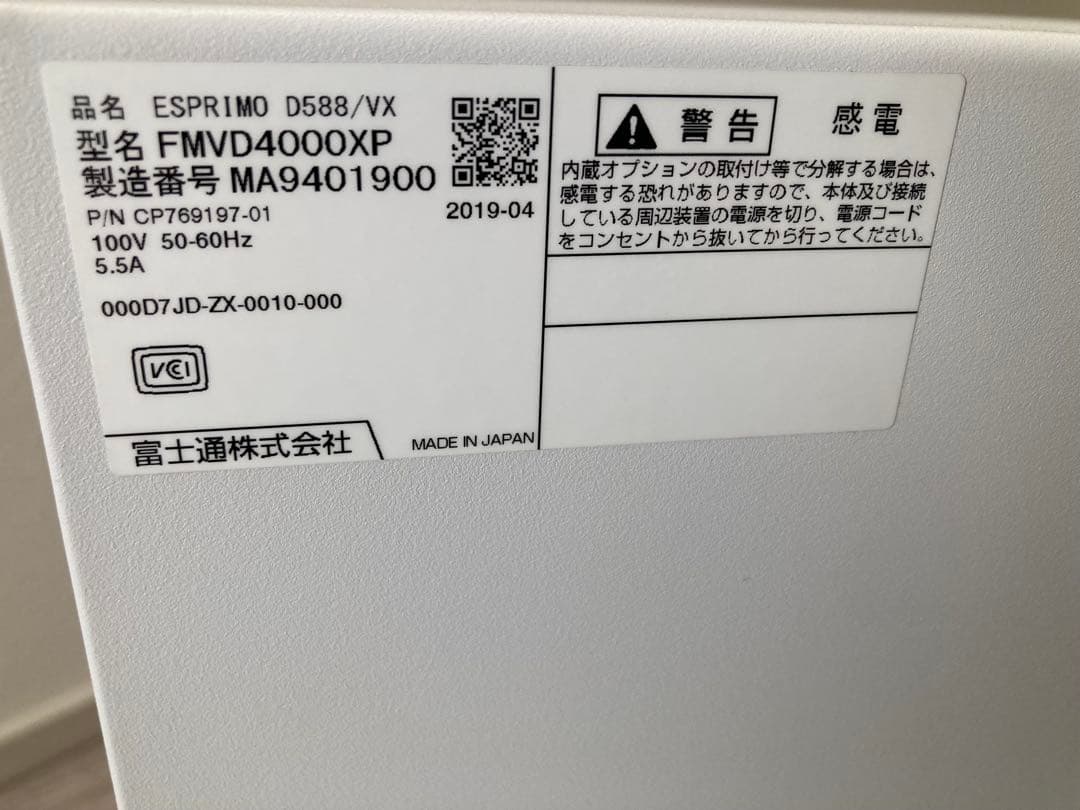 品名 ESPRIMO D588/VX
型名 FMVD4000XP
製造番号 MA9401900
P/N CP769197-01
2019-04
100V 50-60Hz
5.5A
000D7JD-ZX-0010-000
VCCI
富士通株式会社
MADE IN JAPAN
警告 感電
内蔵オプションの取付け等で分解する場合は、
感電する恐れがありますので、本体及び接続
している周辺装置の電源を切り、電源コード
をコンセントから抜いてから行ってください。